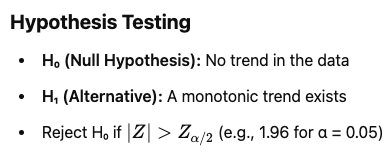 Hypothesis Testing
• H₀ (Null Hypothesis): No trend in the data
• H₁ (Alternative): A monotonic trend exists
• Reject H₀ if |Z| > Z_{α/2} (e.g., 1.96 for α = 0.05)